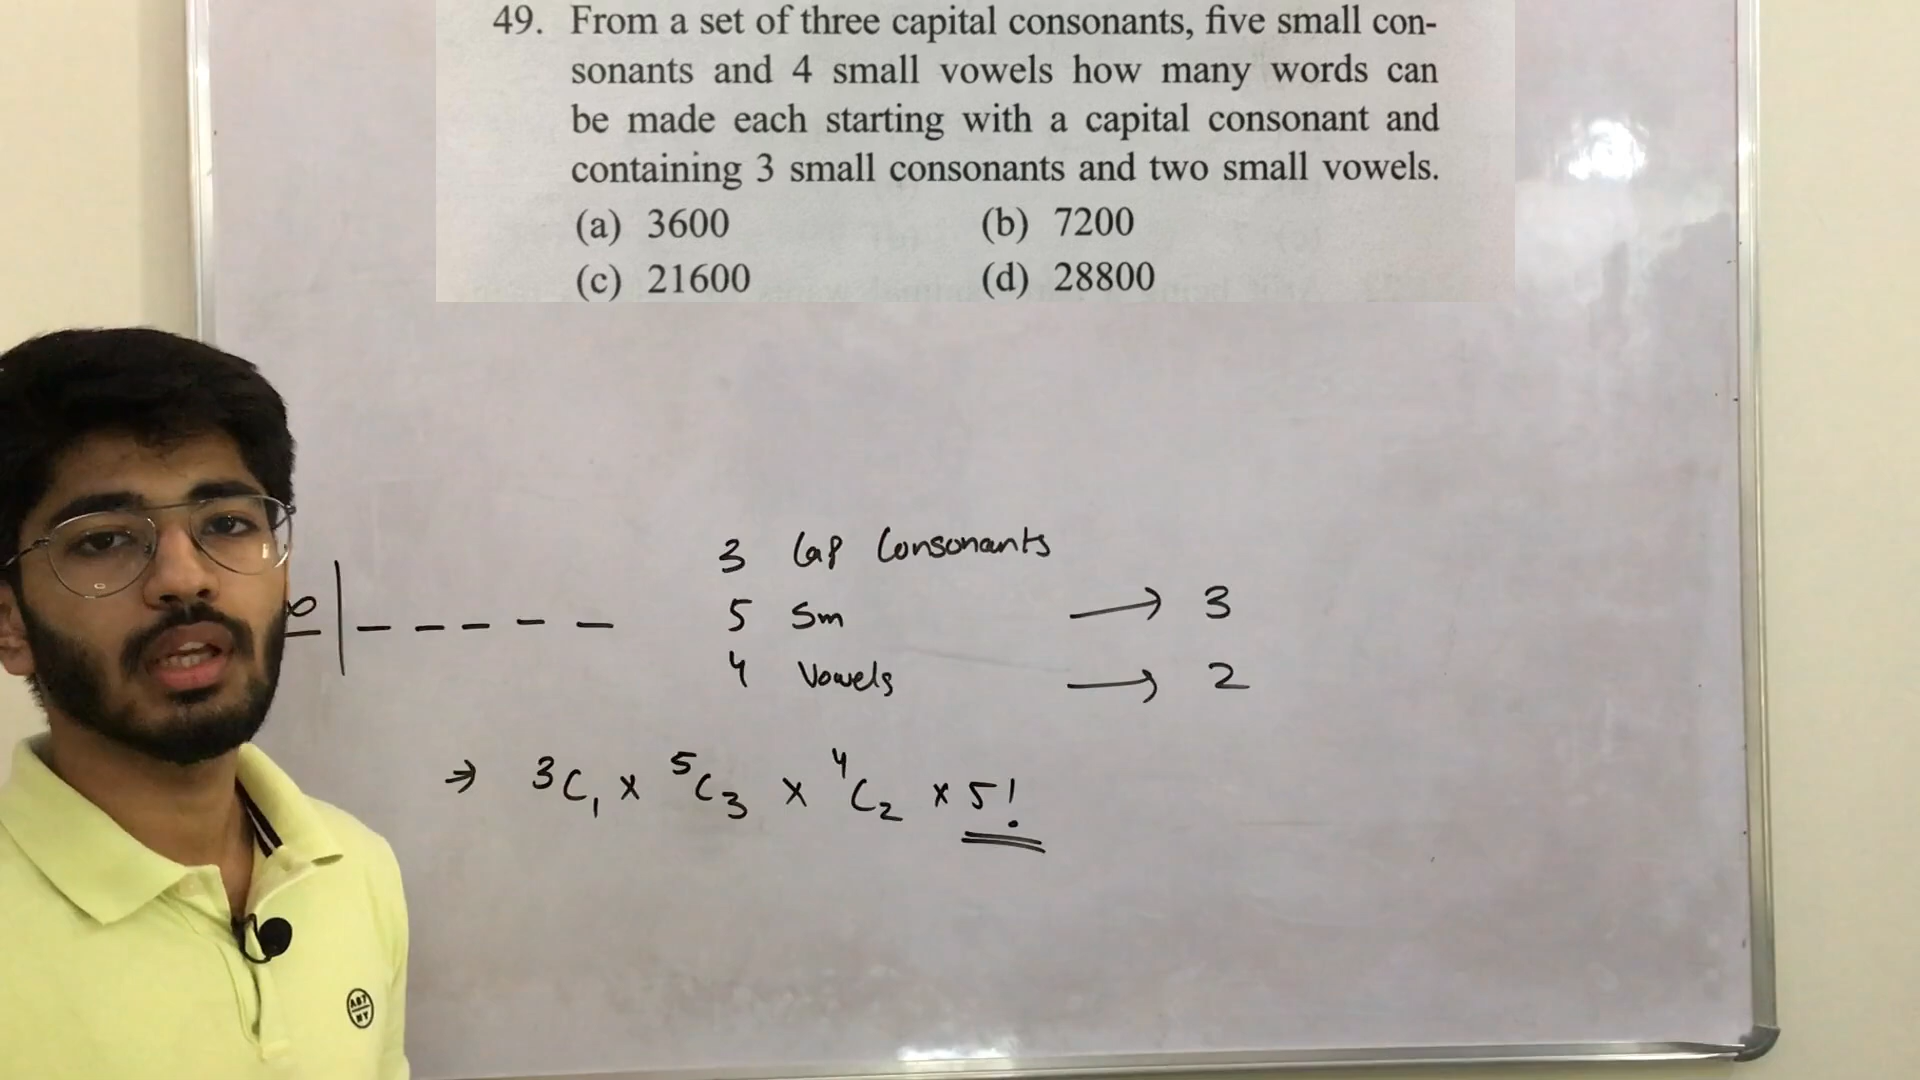 49. From a set of three capital consonants, five small con-
sonants and 4 small vowels how many words can
be made each starting with a capital consonant and
containing 3 small consonants and two small vowels.
(a) 3600 (b) 7200
(c) 21600 (d) 28800
3 Cap Consonants
5 Sm → 3
4 Vowels → 2
⇒ ³C₁ × ⁵C₃ × ⁴C₂ × 5!